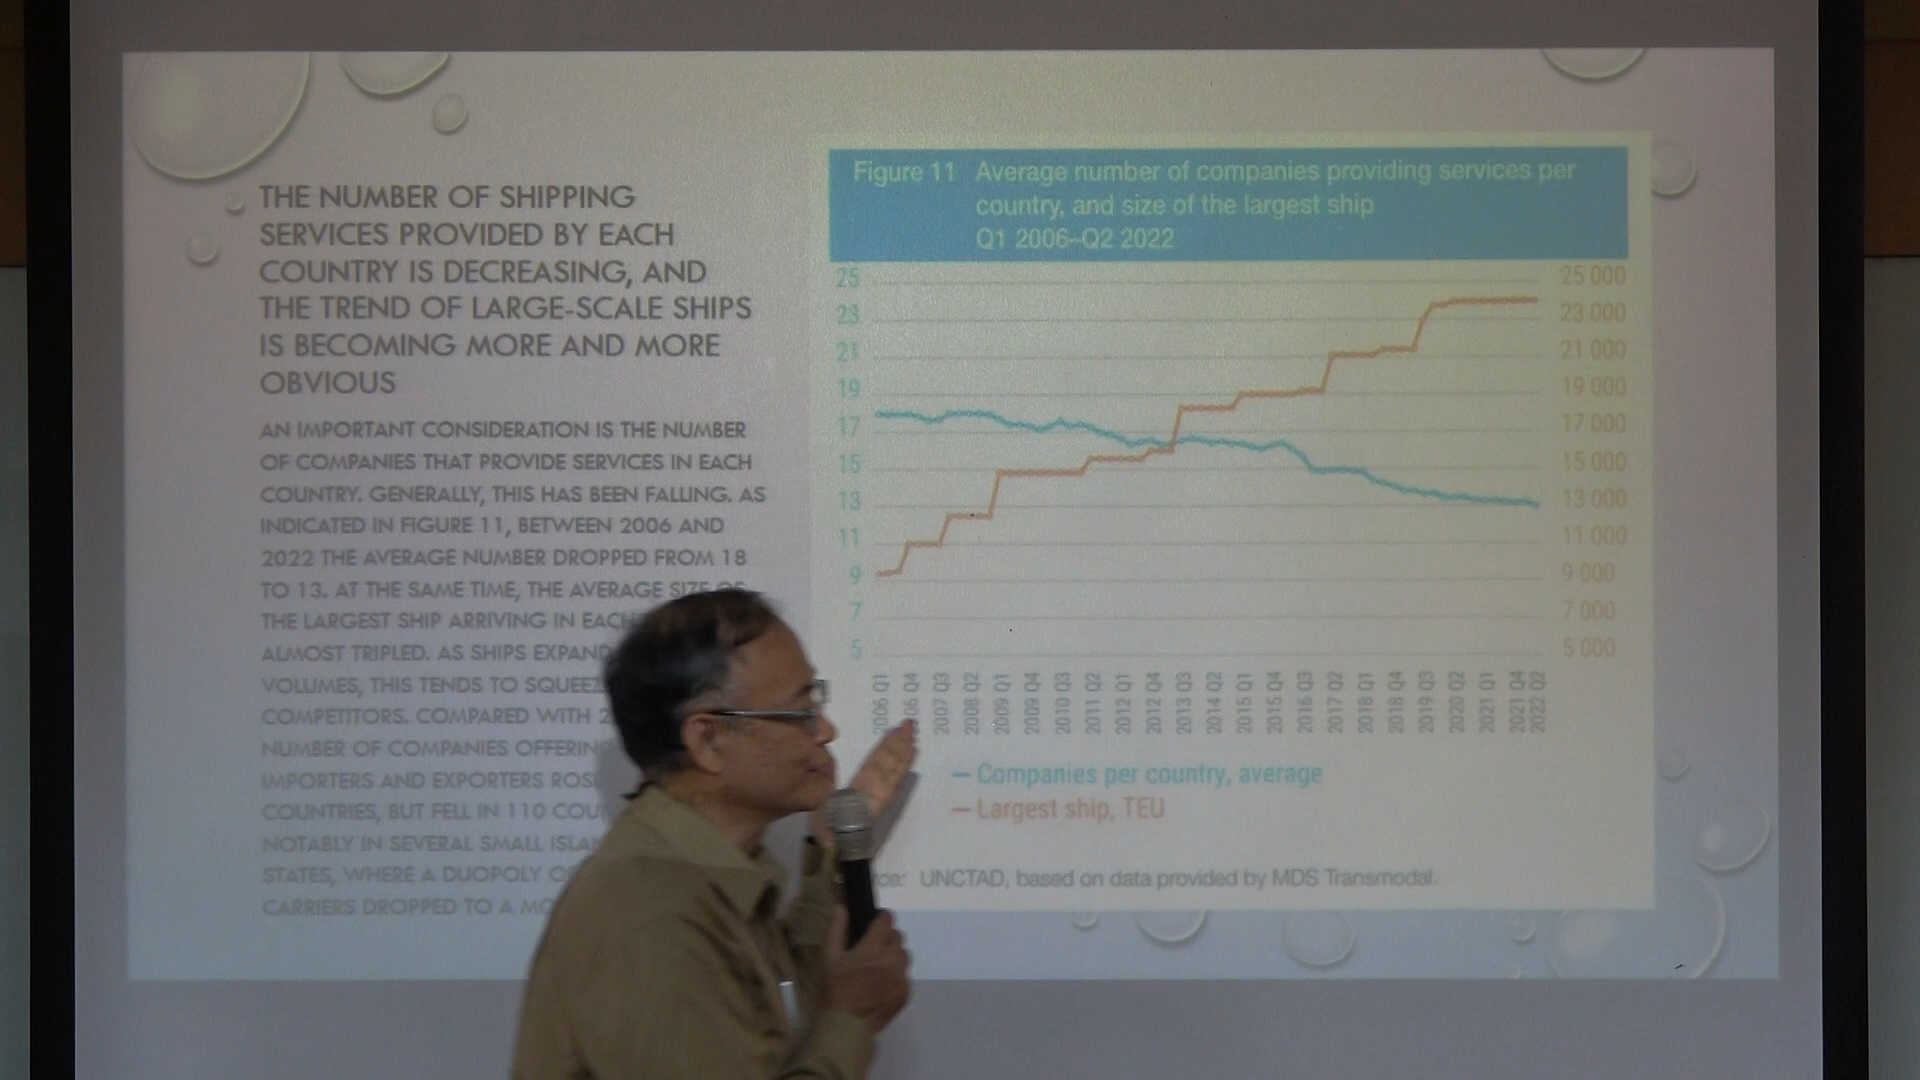 THE NUMBER OF SHIPPING
SERVICES PROVIDED BY EACH
COUNTRY IS DECREASING, AND
THE TREND OF LARGE-SCALE SHIPS
IS BECOMING MORE AND MORE
OBVIOUS
AN IMPORTANT CONSIDERATION IS THE NUMBER
OF COMPANIES THAT PROVIDE SERVICES IN EACH
COUNTRY. GENERALLY, THIS HAS BEEN FALLING. AS
INDICATED IN FIGURE 11, BETWEEN 2006 AND
2022 THE AVERAGE NUMBER DROPPED FROM 18
TO 13. AT THE SAME TIME, THE AVERAGE SIZE OF
THE LARGEST SHIP ARRIVING IN EACH
ALMOST TRIPLED. AS SHIPS EXPAND
VOLUMES, THIS TENDS TO
COMPETITORS. COMPARED WITH
NUMBER OF COMPANIES
IMPORTERS AND EXPORTERS ROSE
COUNTRIES, BUT FELL IN 110
NOTABLY IN SEVERAL SMALL
STATES, WHERE A DUOPOLY
CARRIERS DROPPED TO A
Figure 11 Average number of companies providing services per
country, and size of the largest ship
Q1 2006–Q2 2022
25 25 000
23 23 000
21 21 000
19 19 000
17 17 000
15 15 000
13 13 000
11 11 000
9 9 000
7 7 000
5 5 000
2006 Q1
Q4
2007 Q3
2008 Q2
2009 Q1
2009 Q4
2010 Q3
2011 Q2
2012 Q1
2012 Q4
2013 Q3
2014 Q2
2015 Q1
2015 Q4
2016 Q3
2017 Q2
2018 Q1
2018 Q4
2019 Q3
2020 Q2
2021 Q1
2021 Q4
2022 Q2
— Companies per country, average
— Largest ship, TEU
UNCTAD, based on data provided by MDS Transmodal.